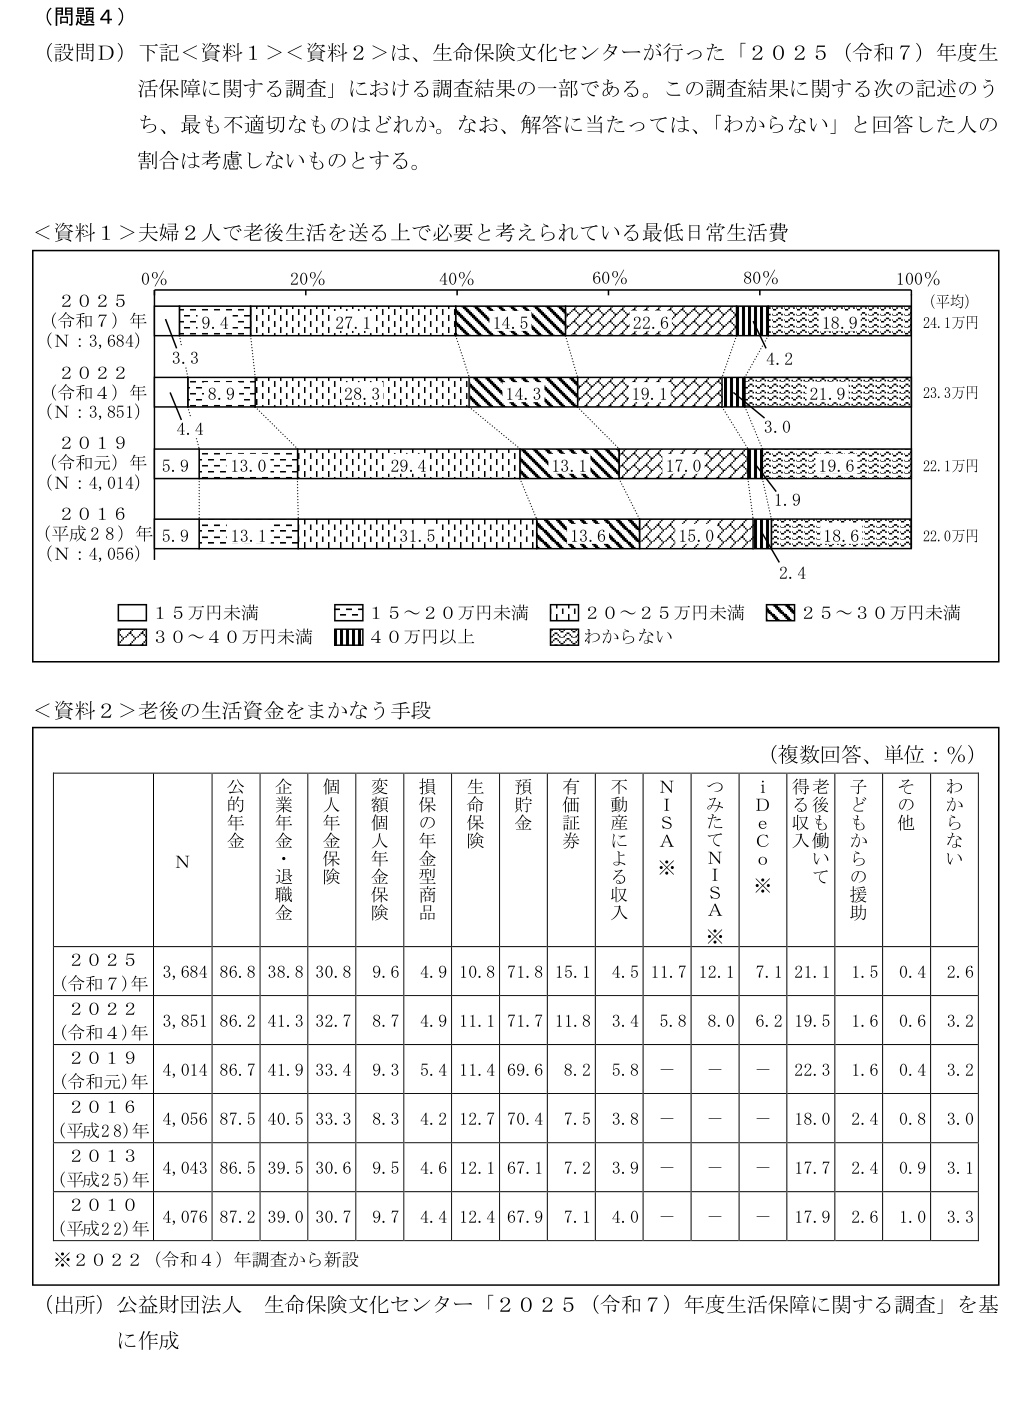 （問題４）
（設問Ｄ）下記＜資料１＞＜資料２＞は、生命保険文化センターが行った「２０２５（令和７）年度生
活保障に関する調査」における調査結果の一部である。この調査結果に関する次の記述のう
ち、最も不適切なものはどれか。なお、解答に当たっては、「わからない」と回答した人の
割合は考慮しないものとする。
＜資料１＞夫婦２人で老後生活を送る上で必要と考えられている最低日常生活費
0% 20% 40% 60% 80% 100%
（平均）
２０２５
（令和７）年 9.4 27.1 14.5 22.6 18.9 24.1万円
（N：3,684）
3.3 4.2
２０２２
（令和４）年 8.9 28.3 14.3 19.1 21.9 23.3万円
（N：3,851）
4.4 3.0
２０１９
（令和元）年 5.9 13.0 29.4 13.1 17.0 19.6 22.1万円
（N：4,014）
1.9
２０１６
（平成２８）年 5.9 13.1 31.5 13.6 15.0 18.6 22.0万円
（N：4,056）
2.4
１５万円未満 １５～２０万円未満 ２０～２５万円未満 ２５～３０万円未満
３０～４０万円未満 ４０万円以上 わからない
＜資料２＞老後の生活資金をまかなう手段
（複数回答、単位：％）
N
公的年金
企業年金・退職金
個人年金保険
変額個人年金保険
損保の年金型商品
生命保険
預貯金
有価証券
不動産による収入
ＮＩＳＡ※
つみたてＮＩＳＡ※
ｉＤｅＣｏ※
老後も働いて
得る収入
子どもからの援助
その他
わからない
２０２５
（令和７）年 3,684 86.8 38.8 30.8 9.6 4.9 10.8 71.8 15.1 4.5 11.7 12.1 7.1 21.1 1.5 0.4 2.6
２０２２
（令和４）年 3,851 86.2 41.3 32.7 8.7 4.9 11.1 71.7 11.8 3.4 5.8 8.0 6.2 19.5 1.6 0.6 3.2
２０１９
（令和元）年 4,014 86.7 41.9 33.4 9.3 5.4 11.4 69.6 8.2 5.8 － － － 22.3 1.6 0.4 3.2
２０１６
（平成２８）年 4,056 87.5 40.5 33.3 8.3 4.2 12.7 70.4 7.5 3.8 － － － 18.0 2.4 0.8 3.0
２０１３
（平成２５）年 4,043 86.5 39.5 30.6 9.5 4.6 12.1 67.1 7.2 3.9 － － － 17.7 2.4 0.9 3.1
２０１０
（平成２２）年 4,076 87.2 39.0 30.7 9.7 4.4 12.4 67.9 7.1 4.0 － － － 17.9 2.6 1.0 3.3
※２０２２（令和４）年調査から新設
（出所）公益財団法人　生命保険文化センター「２０２５（令和７）年度生活保障に関する調査」を基
に作成